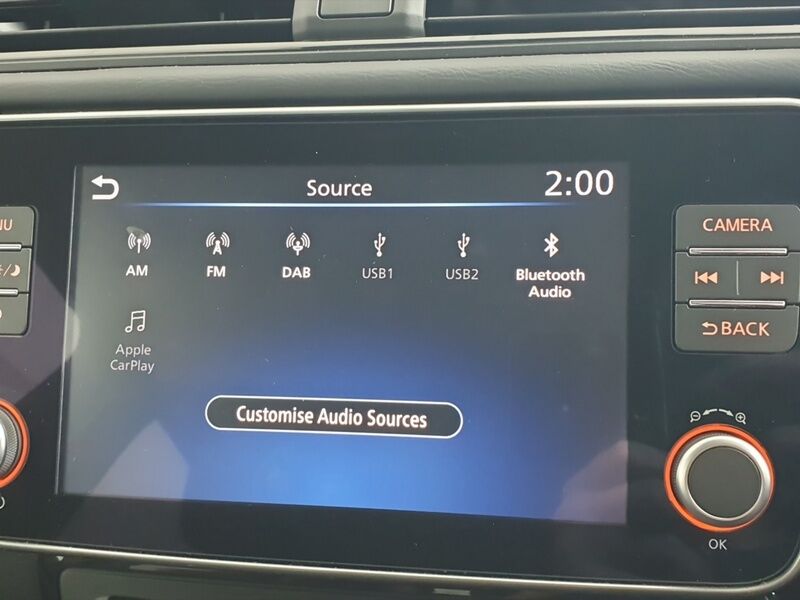 Source 2:00
AM FM DAB USB1 USB2 Bluetooth
Audio
Apple
CarPlay
Customise Audio Sources
CAMERA
BACK
OK